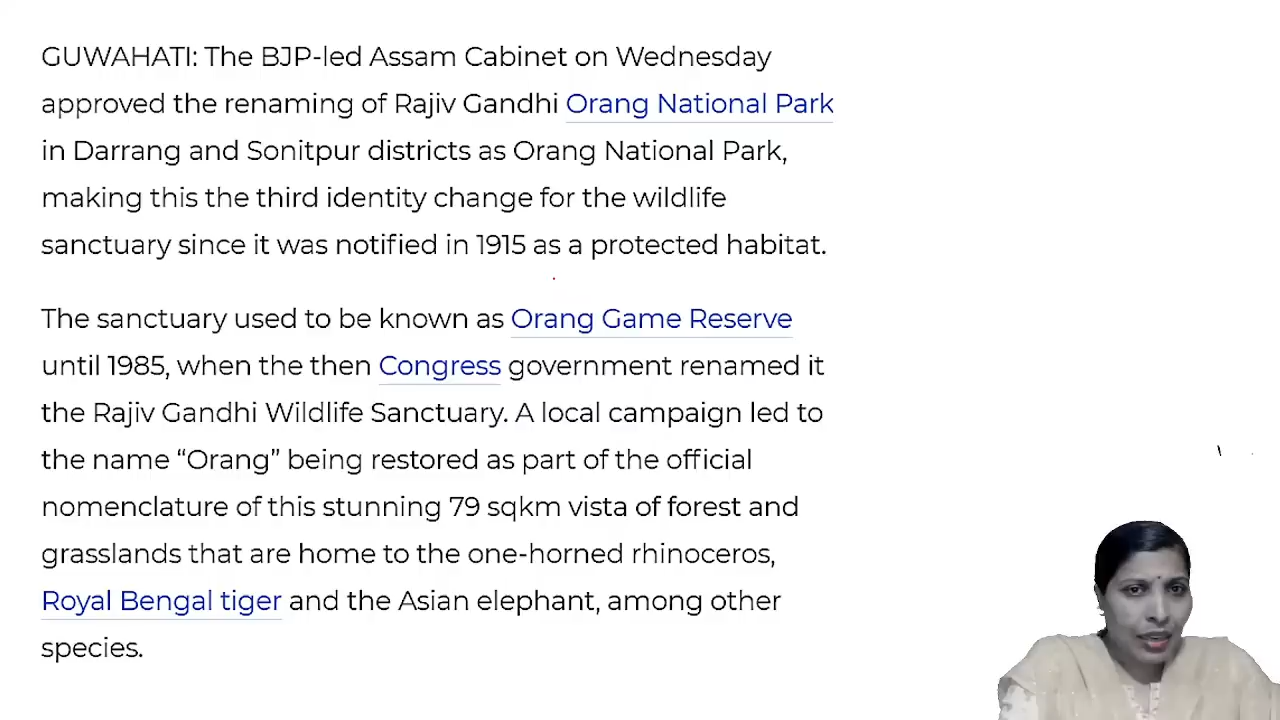 GUWAHATI: The BJP-led Assam Cabinet on Wednesday
approved the renaming of Rajiv Gandhi Orang National Park
in Darrang and Sonitpur districts as Orang National Park,
making this the third identity change for the wildlife
sanctuary since it was notified in 1915 as a protected habitat.
The sanctuary used to be known as Orang Game Reserve
until 1985, when the then Congress government renamed it
the Rajiv Gandhi Wildlife Sanctuary. A local campaign led to
the name “Orang” being restored as part of the official
nomenclature of this stunning 79 sqkm vista of forest and
grasslands that are home to the one-horned rhinoceros,
Royal Bengal tiger and the Asian elephant, among other
species.